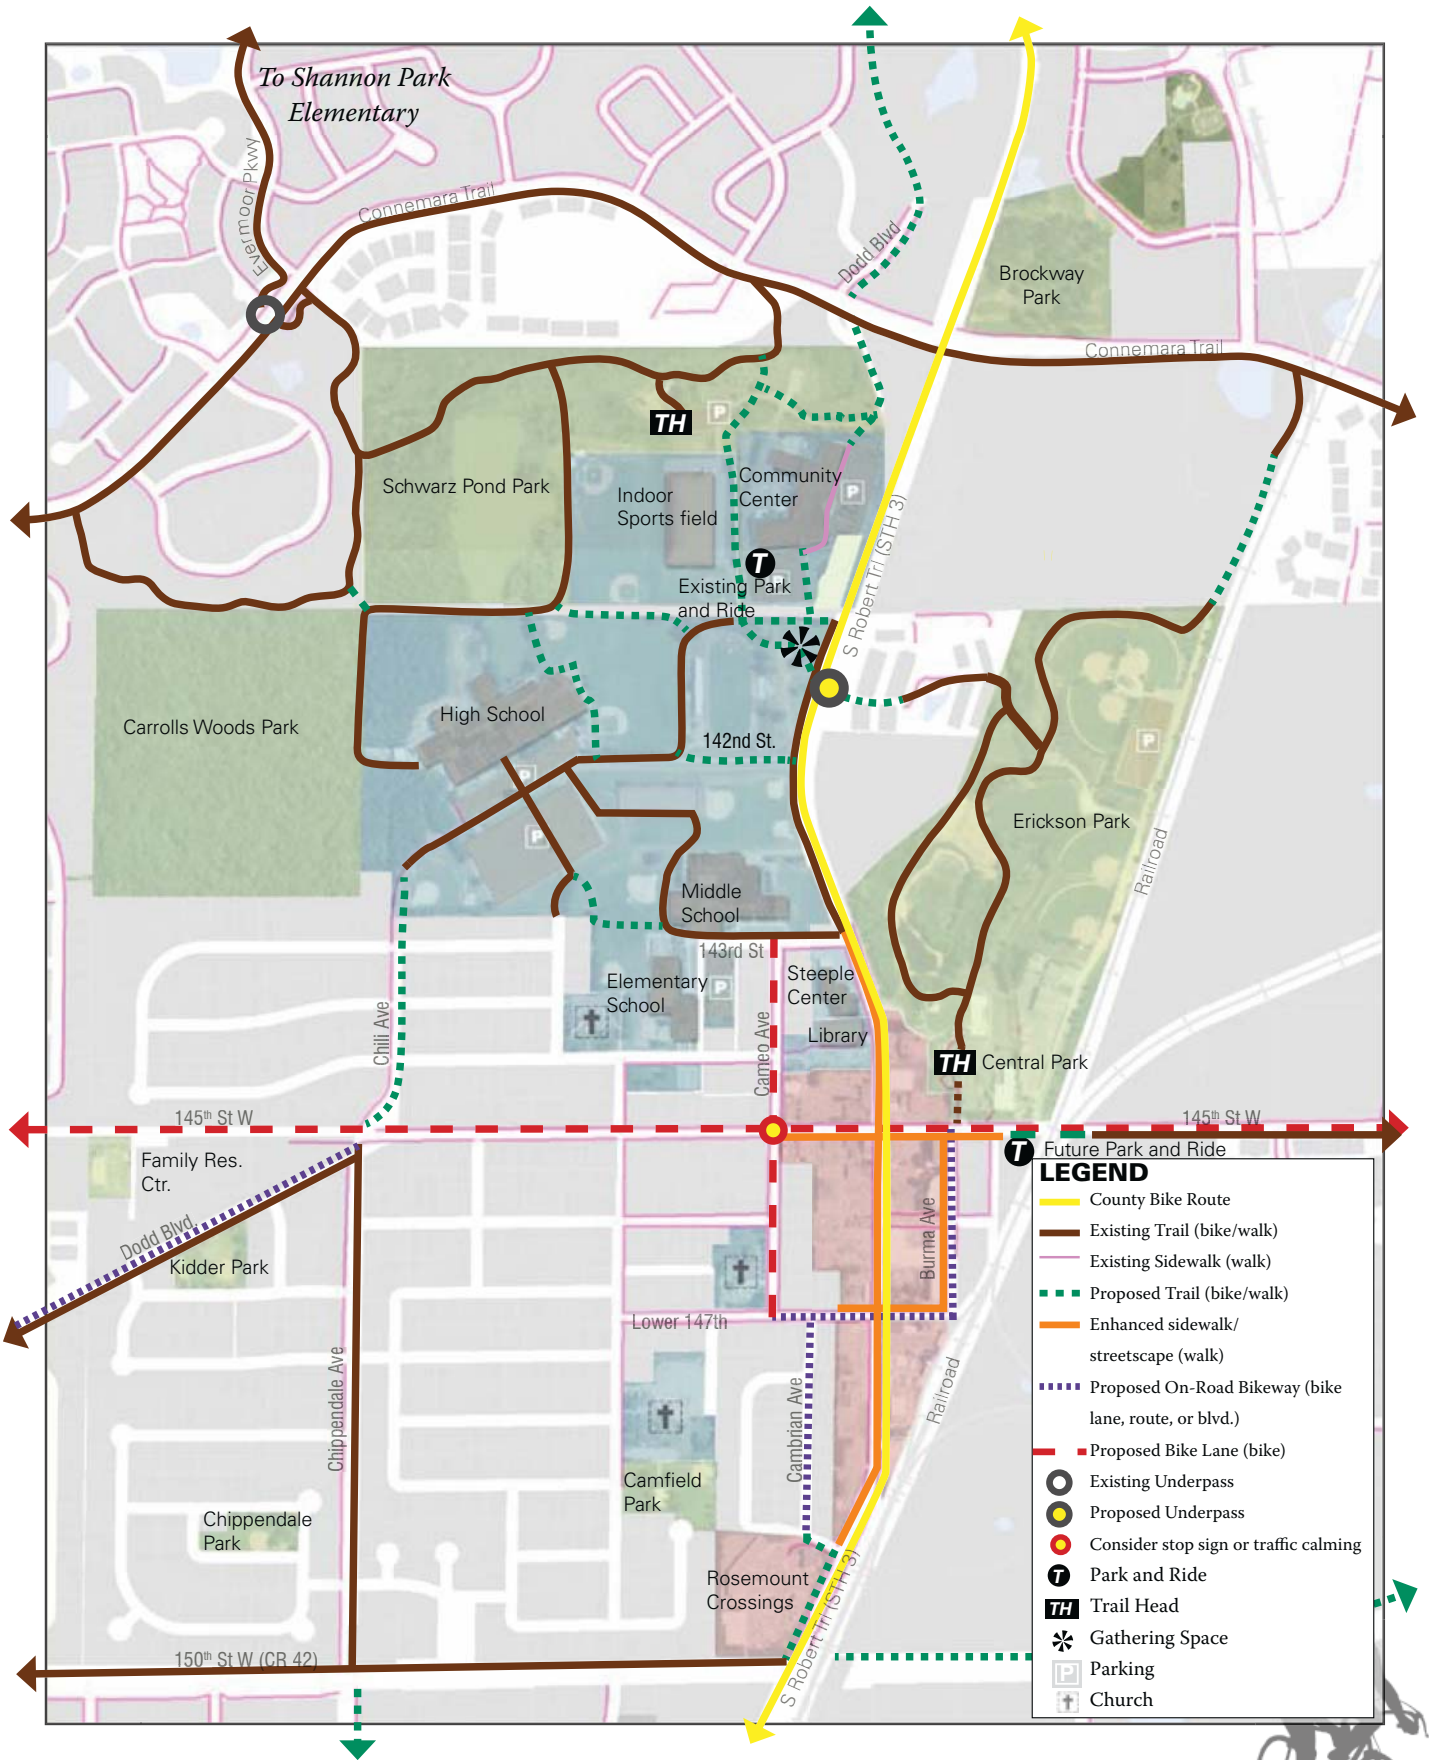 To Shannon Park
Elementary
Evermoor Pkwy
Connemara Trail
Dodd Blvd
Brockway
Park
Connemara Trail
TH
P
Schwarz Pond Park
Indoor
Sports field
Community
Center
P
T
Existing Park
and Ride
S Robert Trl (STH 3)
Carrolls Woods Park
High School
142nd St.
P
P
P
Erickson Park
Railroad
Middle
School
143rd St
Elementary
School
P
Steeple
Center
Library
Chili Ave
Cameo Ave
TH
Central Park
145th St W
145th St W
T
Future Park and Ride
Family Res.
Ctr.
Dodd Blvd.
Kidder Park
Burma Ave
Lower 147th
Chippendale Ave
Cambrian Ave
Railroad
Camfield
Park
Chippendale
Park
Rosemount
Crossings
S Robert Trl (STH 3)
150th St W (CR 42)
LEGEND
County Bike Route
Existing Trail (bike/walk)
Existing Sidewalk (walk)
Proposed Trail (bike/walk)
Enhanced sidewalk/
streetscape (walk)
Proposed On-Road Bikeway (bike
lane, route, or blvd.)
Proposed Bike Lane (bike)
Existing Underpass
Proposed Underpass
Consider stop sign or traffic calming
T Park and Ride
TH Trail Head
Gathering Space
P Parking
Church